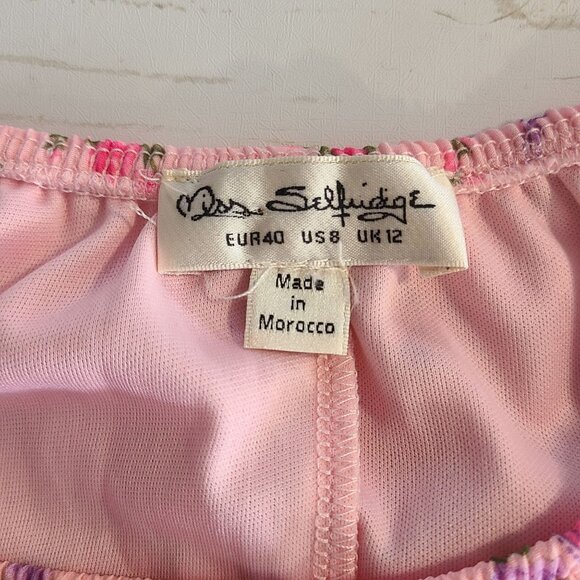 Miss Selfridge
EUR40 US8 UK12
Made
in
Morocco